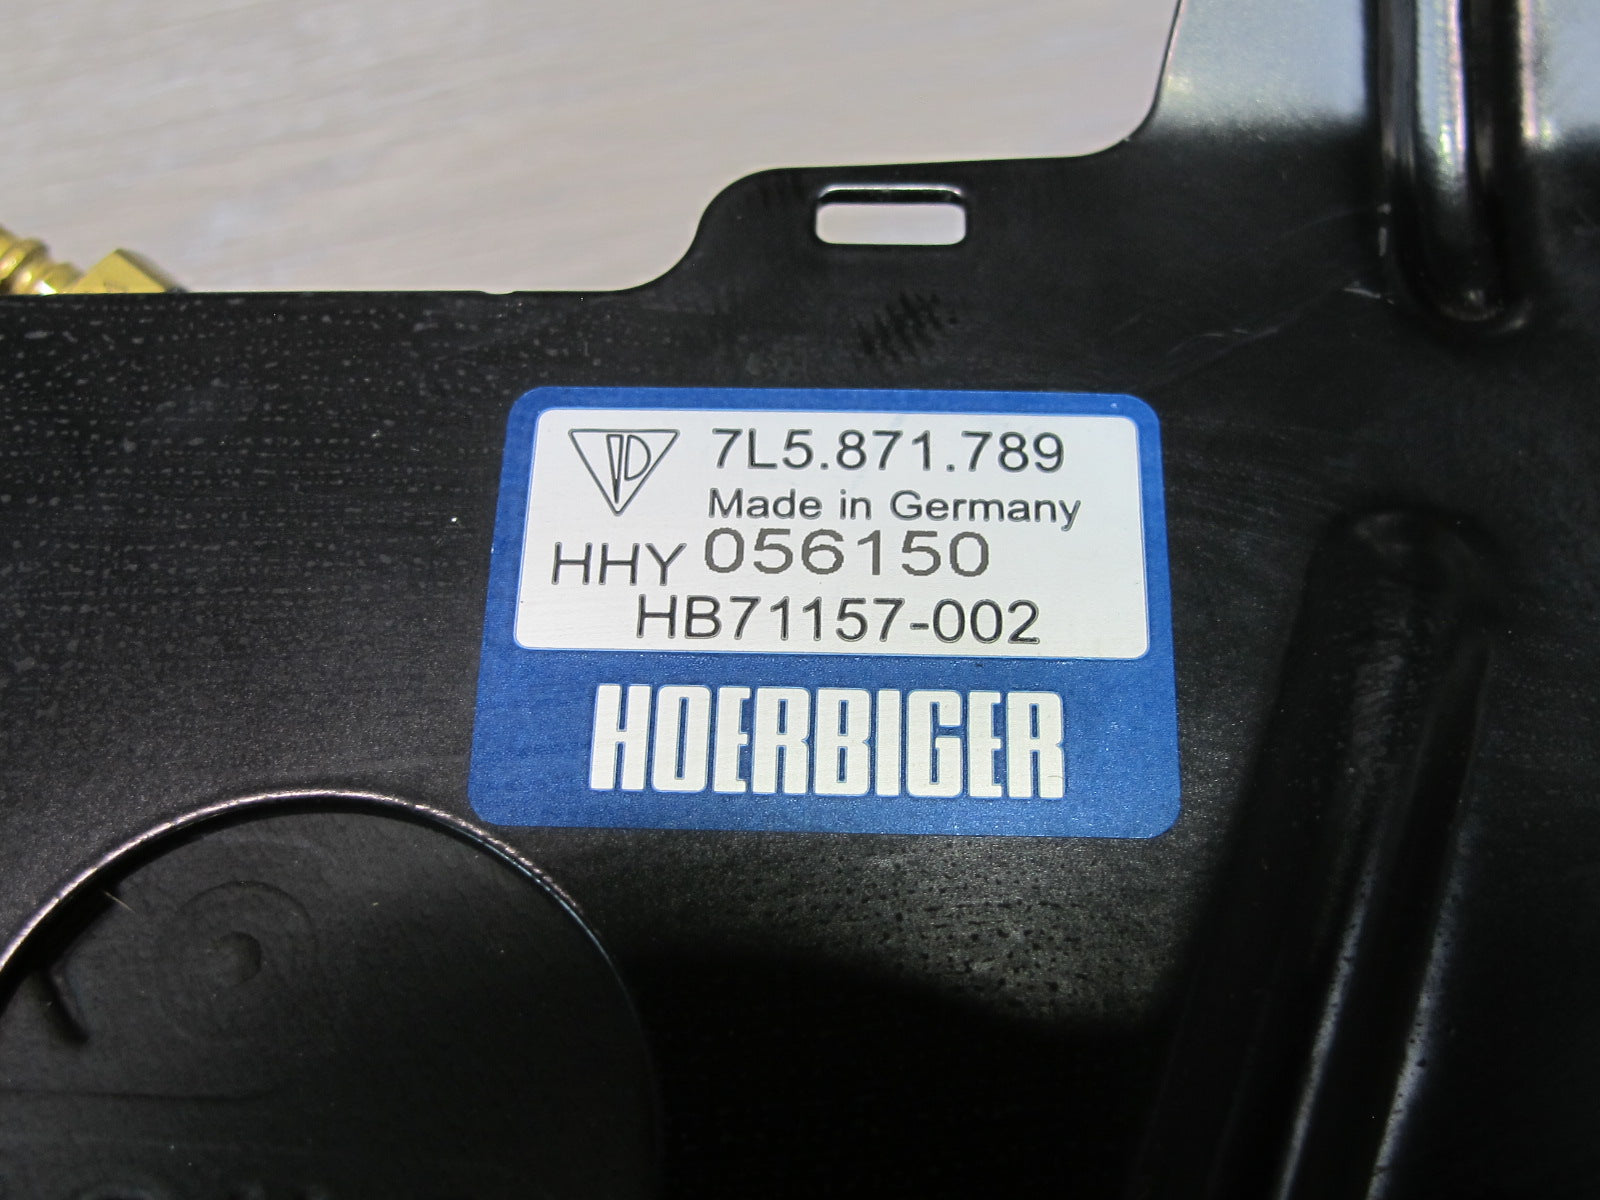 7L5.871.789
Made in Germany
HHY 056150
HB71157-002
HOERBIGER